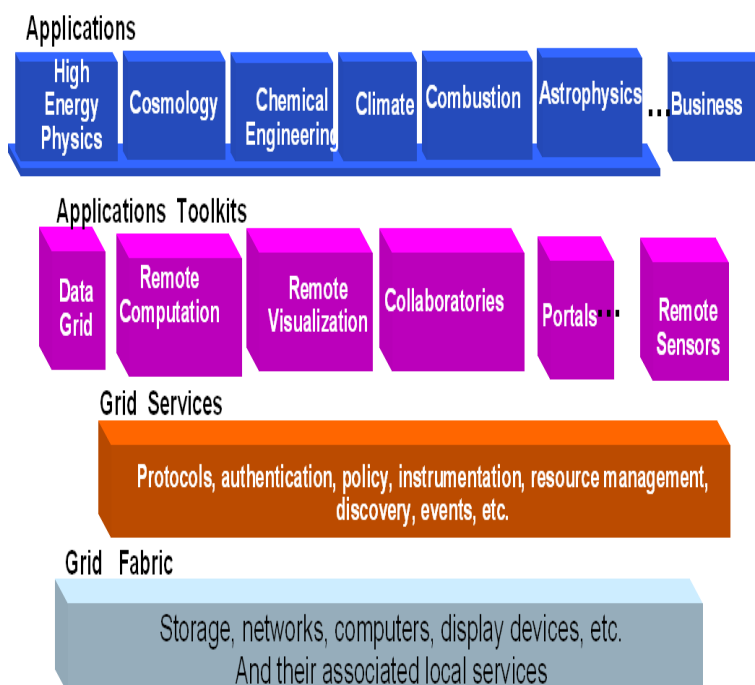 Applications
High
Energy
Physics
Cosmology
Chemical
Engineering
Climate
Combustion
Astrophysics
...
Business
Applications Toolkits
Data
Grid
Remote
Computation
Remote
Visualization
Collaboratories
Portals
...
Remote
Sensors
Grid Services
Protocols, authentication, policy, instrumentation, resource management,
discovery, events, etc.
Grid Fabric
Storage, networks, computers, display devices, etc.
And their associated local services